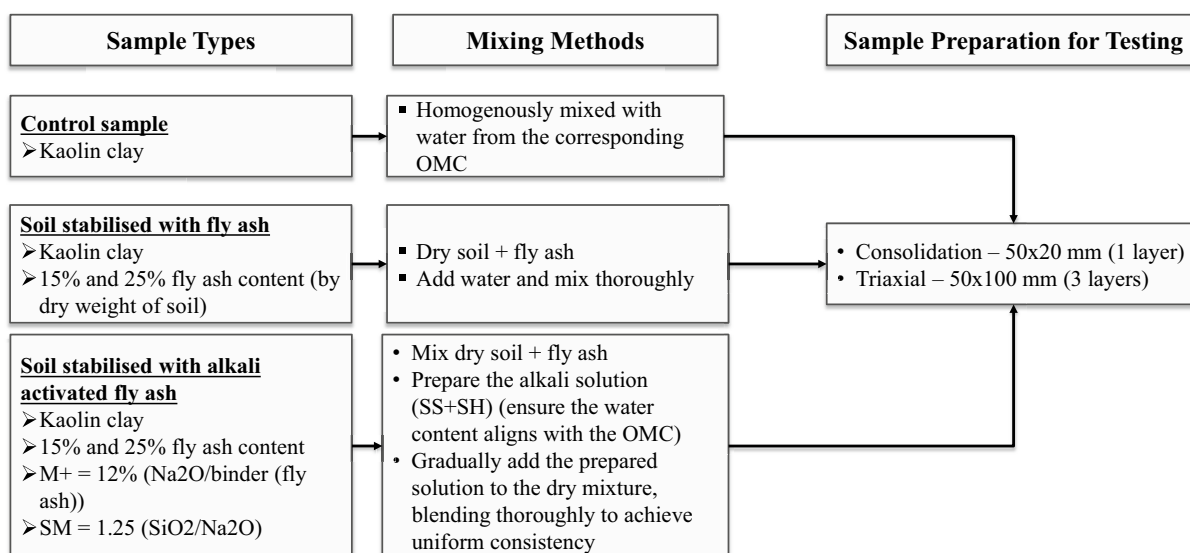 Sample Types
Mixing Methods
Sample Preparation for Testing
Control sample
➢Kaolin clay
▪ Homogenously mixed with
water from the corresponding
OMC
Soil stabilised with fly ash
➢Kaolin clay
➢15% and 25% fly ash content (by
dry weight of soil)
▪ Dry soil + fly ash
▪ Add water and mix thoroughly
• Consolidation – 50x20 mm (1 layer)
• Triaxial – 50x100 mm (3 layers)
Soil stabilised with alkali
activated fly ash
➢Kaolin clay
➢15% and 25% fly ash content
➢M+ = 12% (Na2O/binder (fly
ash))
➢SM = 1.25 (SiO2/Na2O)
• Mix dry soil + fly ash
• Prepare the alkali solution
(SS+SH) (ensure the water
content aligns with the OMC)
• Gradually add the prepared
solution to the dry mixture,
blending thoroughly to achieve
uniform consistency